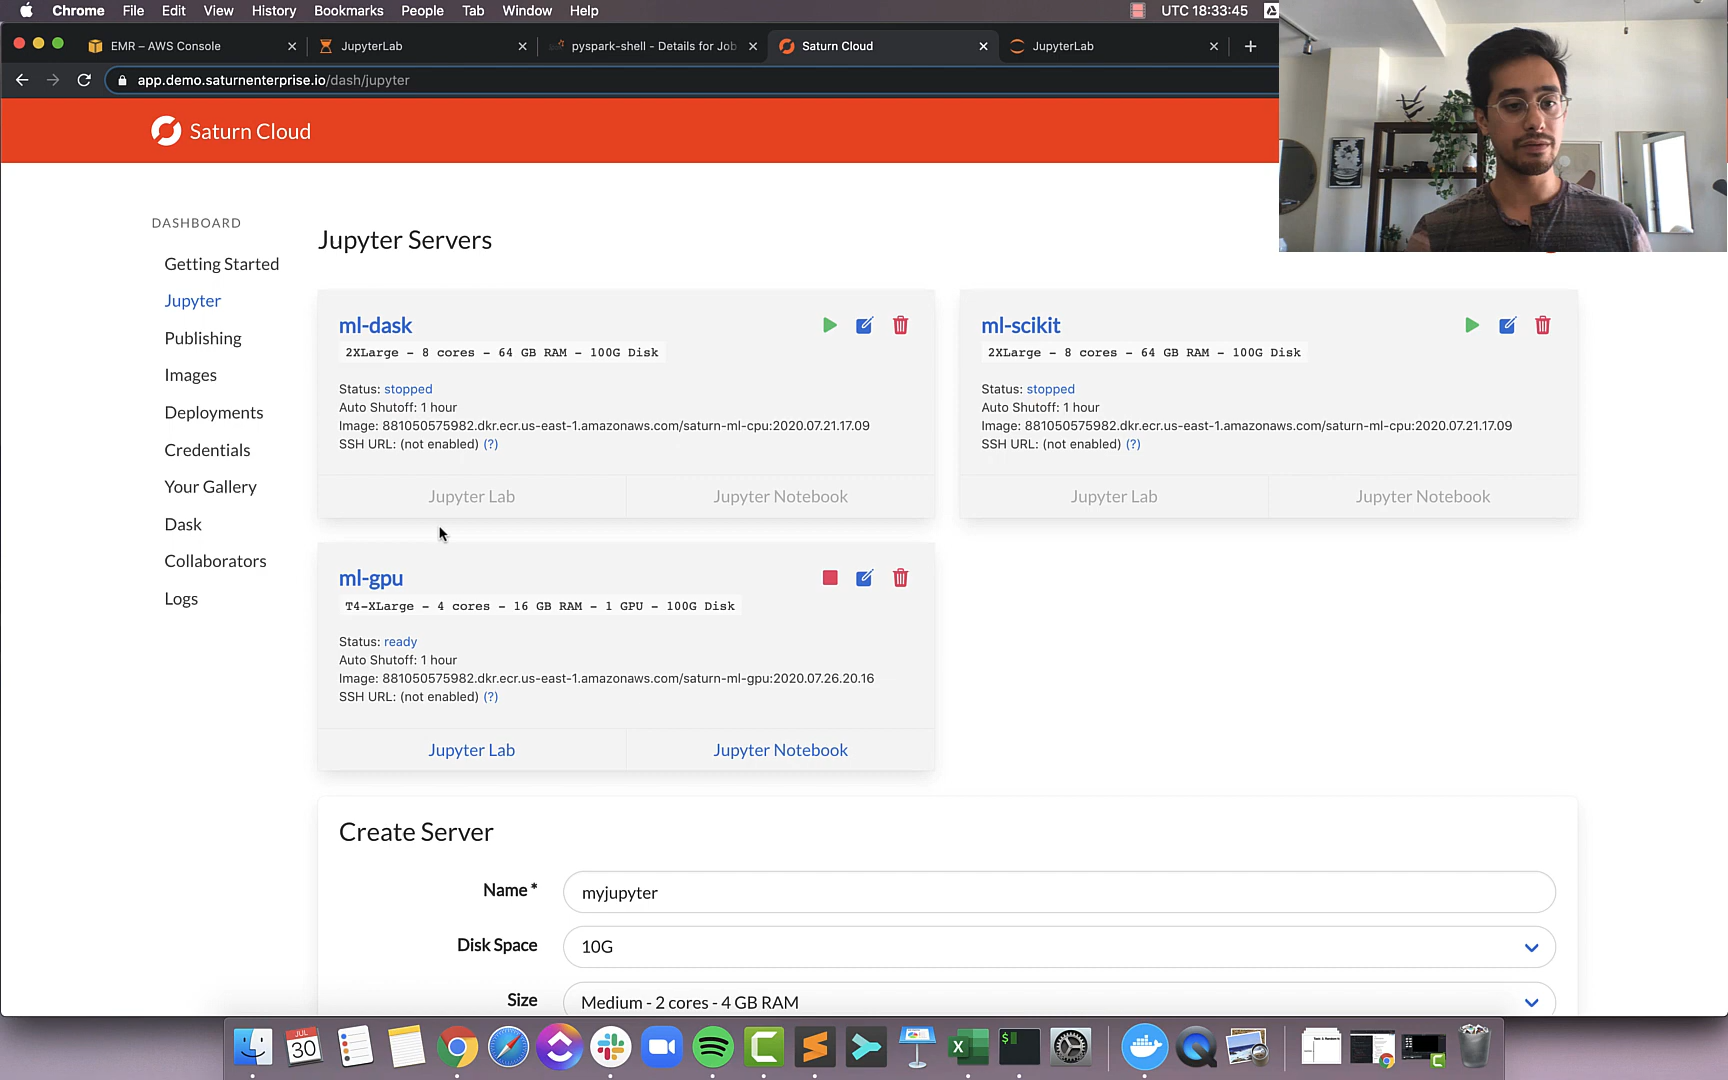 Chrome File Edit View History Bookmarks People Tab Window Help UTC 18:33:45
EMR – AWS Console
JupyterLab
pyspark-shell - Details for Job
Saturn Cloud
JupyterLab
app.demo.saturnenterprise.io/dash/jupyter
Saturn Cloud
DASHBOARD
Getting Started
Jupyter
Publishing
Images
Deployments
Credentials
Your Gallery
Dask
Collaborators
Logs
Jupyter Servers
ml-dask
2XLarge - 8 cores - 64 GB RAM - 100G Disk
Status: stopped
Auto Shutoff: 1 hour
Image: 881050575982.dkr.ecr.us-east-1.amazonaws.com/saturn-ml-cpu:2020.07.21.17.09
SSH URL: (not enabled) (?)
Jupyter Lab
Jupyter Notebook
ml-scikit
2XLarge - 8 cores - 64 GB RAM - 100G Disk
Status: stopped
Auto Shutoff: 1 hour
Image: 881050575982.dkr.ecr.us-east-1.amazonaws.com/saturn-ml-cpu:2020.07.21.17.09
SSH URL: (not enabled) (?)
Jupyter Lab
Jupyter Notebook
ml-gpu
T4-XLarge - 4 cores - 16 GB RAM - 1 GPU - 100G Disk
Status: ready
Auto Shutoff: 1 hour
Image: 881050575982.dkr.ecr.us-east-1.amazonaws.com/saturn-ml-gpu:2020.07.26.20.16
SSH URL: (not enabled) (?)
Jupyter Lab
Jupyter Notebook
Create Server
Name *
myjupyter
Disk Space
10G
Size
Medium - 2 cores - 4 GB RAM
JUL
30